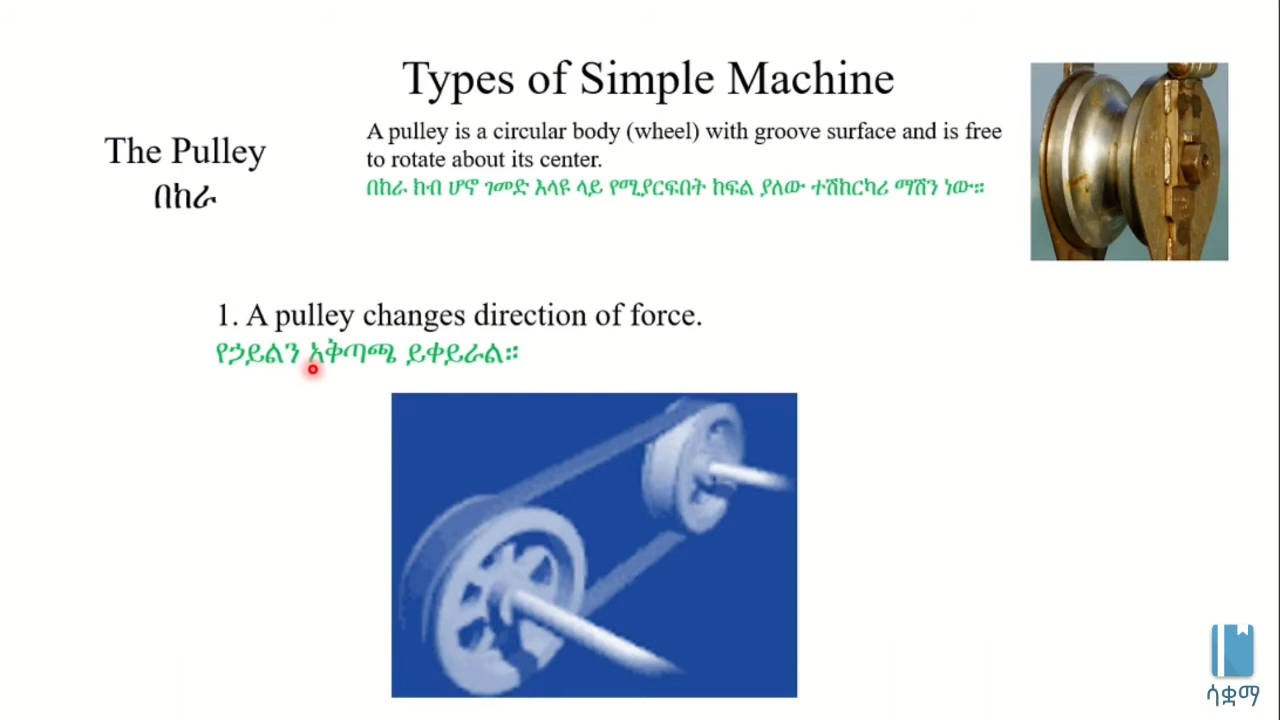 Types of Simple Machine
The Pulley
በከራ
A pulley is a circular body (wheel) with groove surface and is free
to rotate about its center.
በከራ ክብ ሆኖ ገመድ እላዩ ላይ የሚያርፍበት ክፍል ያለው ተሽከርካሪ ማሽን ነው።
1. A pulley changes direction of force.
የኃይልን አቅጣጫ ይቀይራል።
ሳቋማ